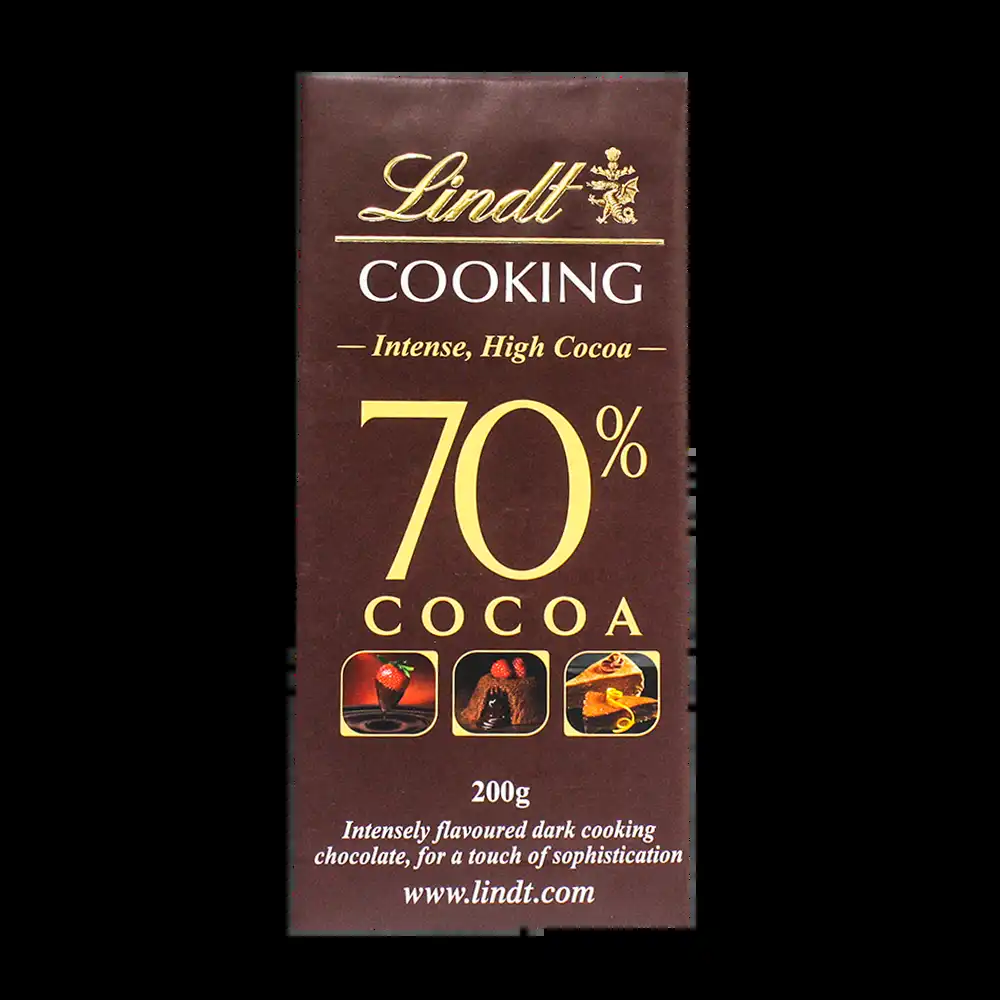 Lindt
COOKING
— Intense, High Cocoa —
70%
COCOA
200g
Intensely flavoured dark cooking
chocolate, for a touch of sophistication
www.lindt.com